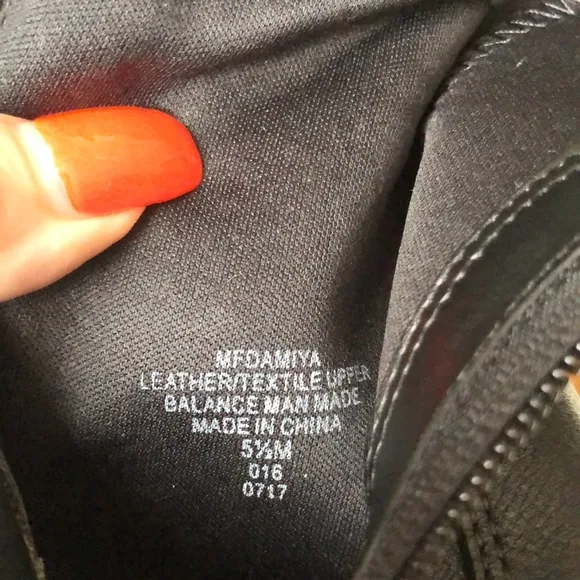 MFDAMIYA
LEATHER/TEXTILE UPPER
BALANCE MAN MADE
MADE IN CHINA
5½M
016
0717